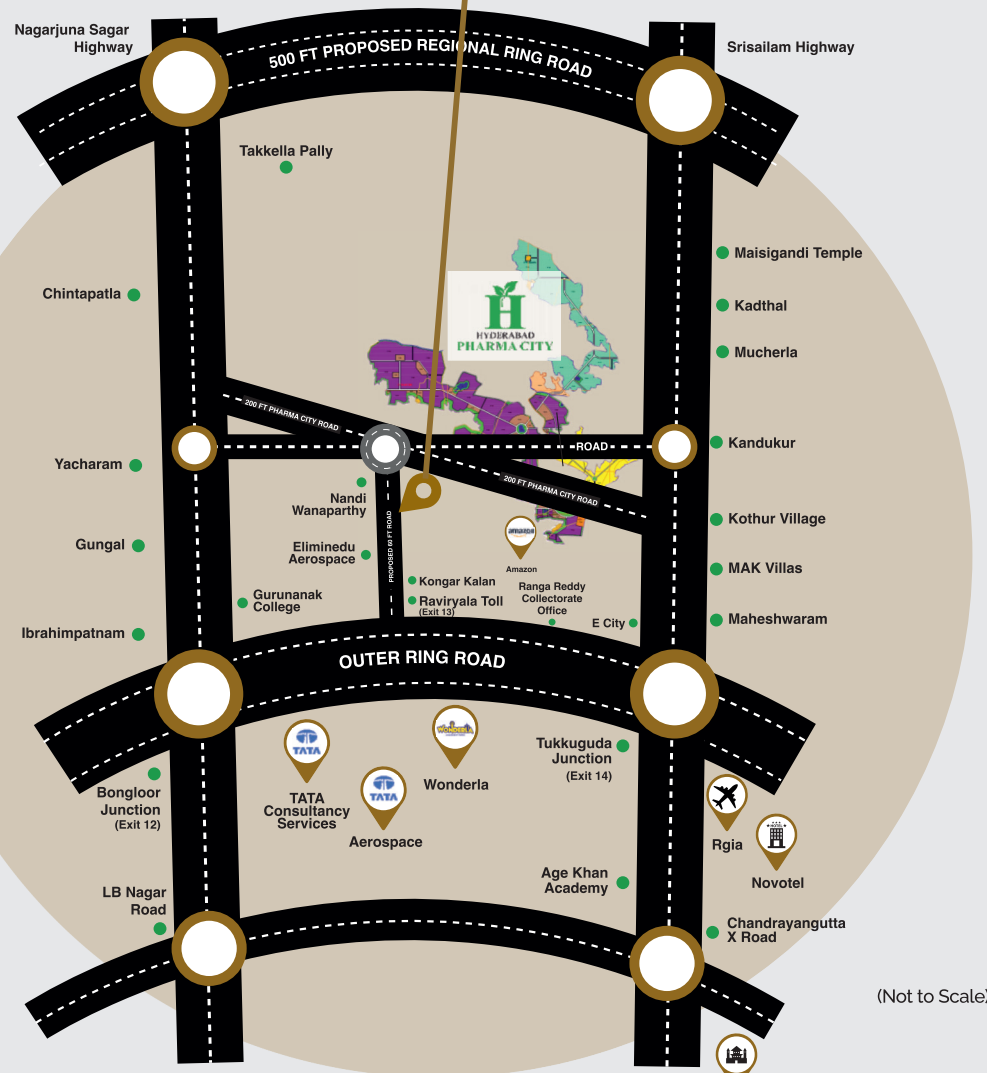 Nagarjuna Sagar
Highway
500 FT PROPOSED REGIONAL RING ROAD
Srisailam Highway
Takkella Pally
Maisigandi Temple
Chintapatla
Kadthal
H
HYDERABAD
PHARMA CITY
Mucherla
200 FT PHARMA CITY ROAD
ROAD
Kandukur
Yacharam
200 FT PHARMA CITY ROAD
Nandi
Wanaparthy
PROPOSED 60 FT ROAD
Kothur Village
Gungal
Eliminedu
Aerospace
Amazon
MAK Villas
Kongar Kalan
Ranga Reddy
Collectorate
Office
Gurunanak
College
Raviryala Toll
(Exit 13)
E City
Maheshwaram
Ibrahimpatnam
OUTER RING ROAD
TATA
WONDERLA
Tukkuguda
Junction
(Exit 14)
Bongloor
Junction
(Exit 12)
TATA
Consultancy
Services
TATA
Aerospace
Wonderla
Rgia
HOTEL
Novotel
Age Khan
Academy
LB Nagar
Road
Chandrayangutta
X Road
(Not to Scale)